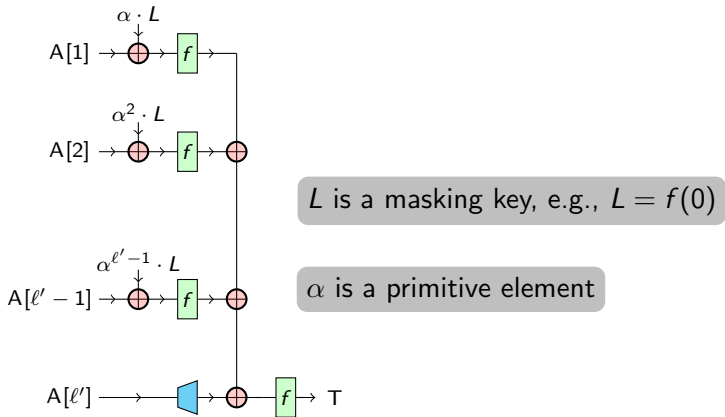 α · L
A[1]
f
α² · L
A[2]
f
L is a masking key, e.g., L = f(0)
α^{ℓ′−1} · L
α is a primitive element
A[ℓ′ − 1]
f
A[ℓ′]
f
T